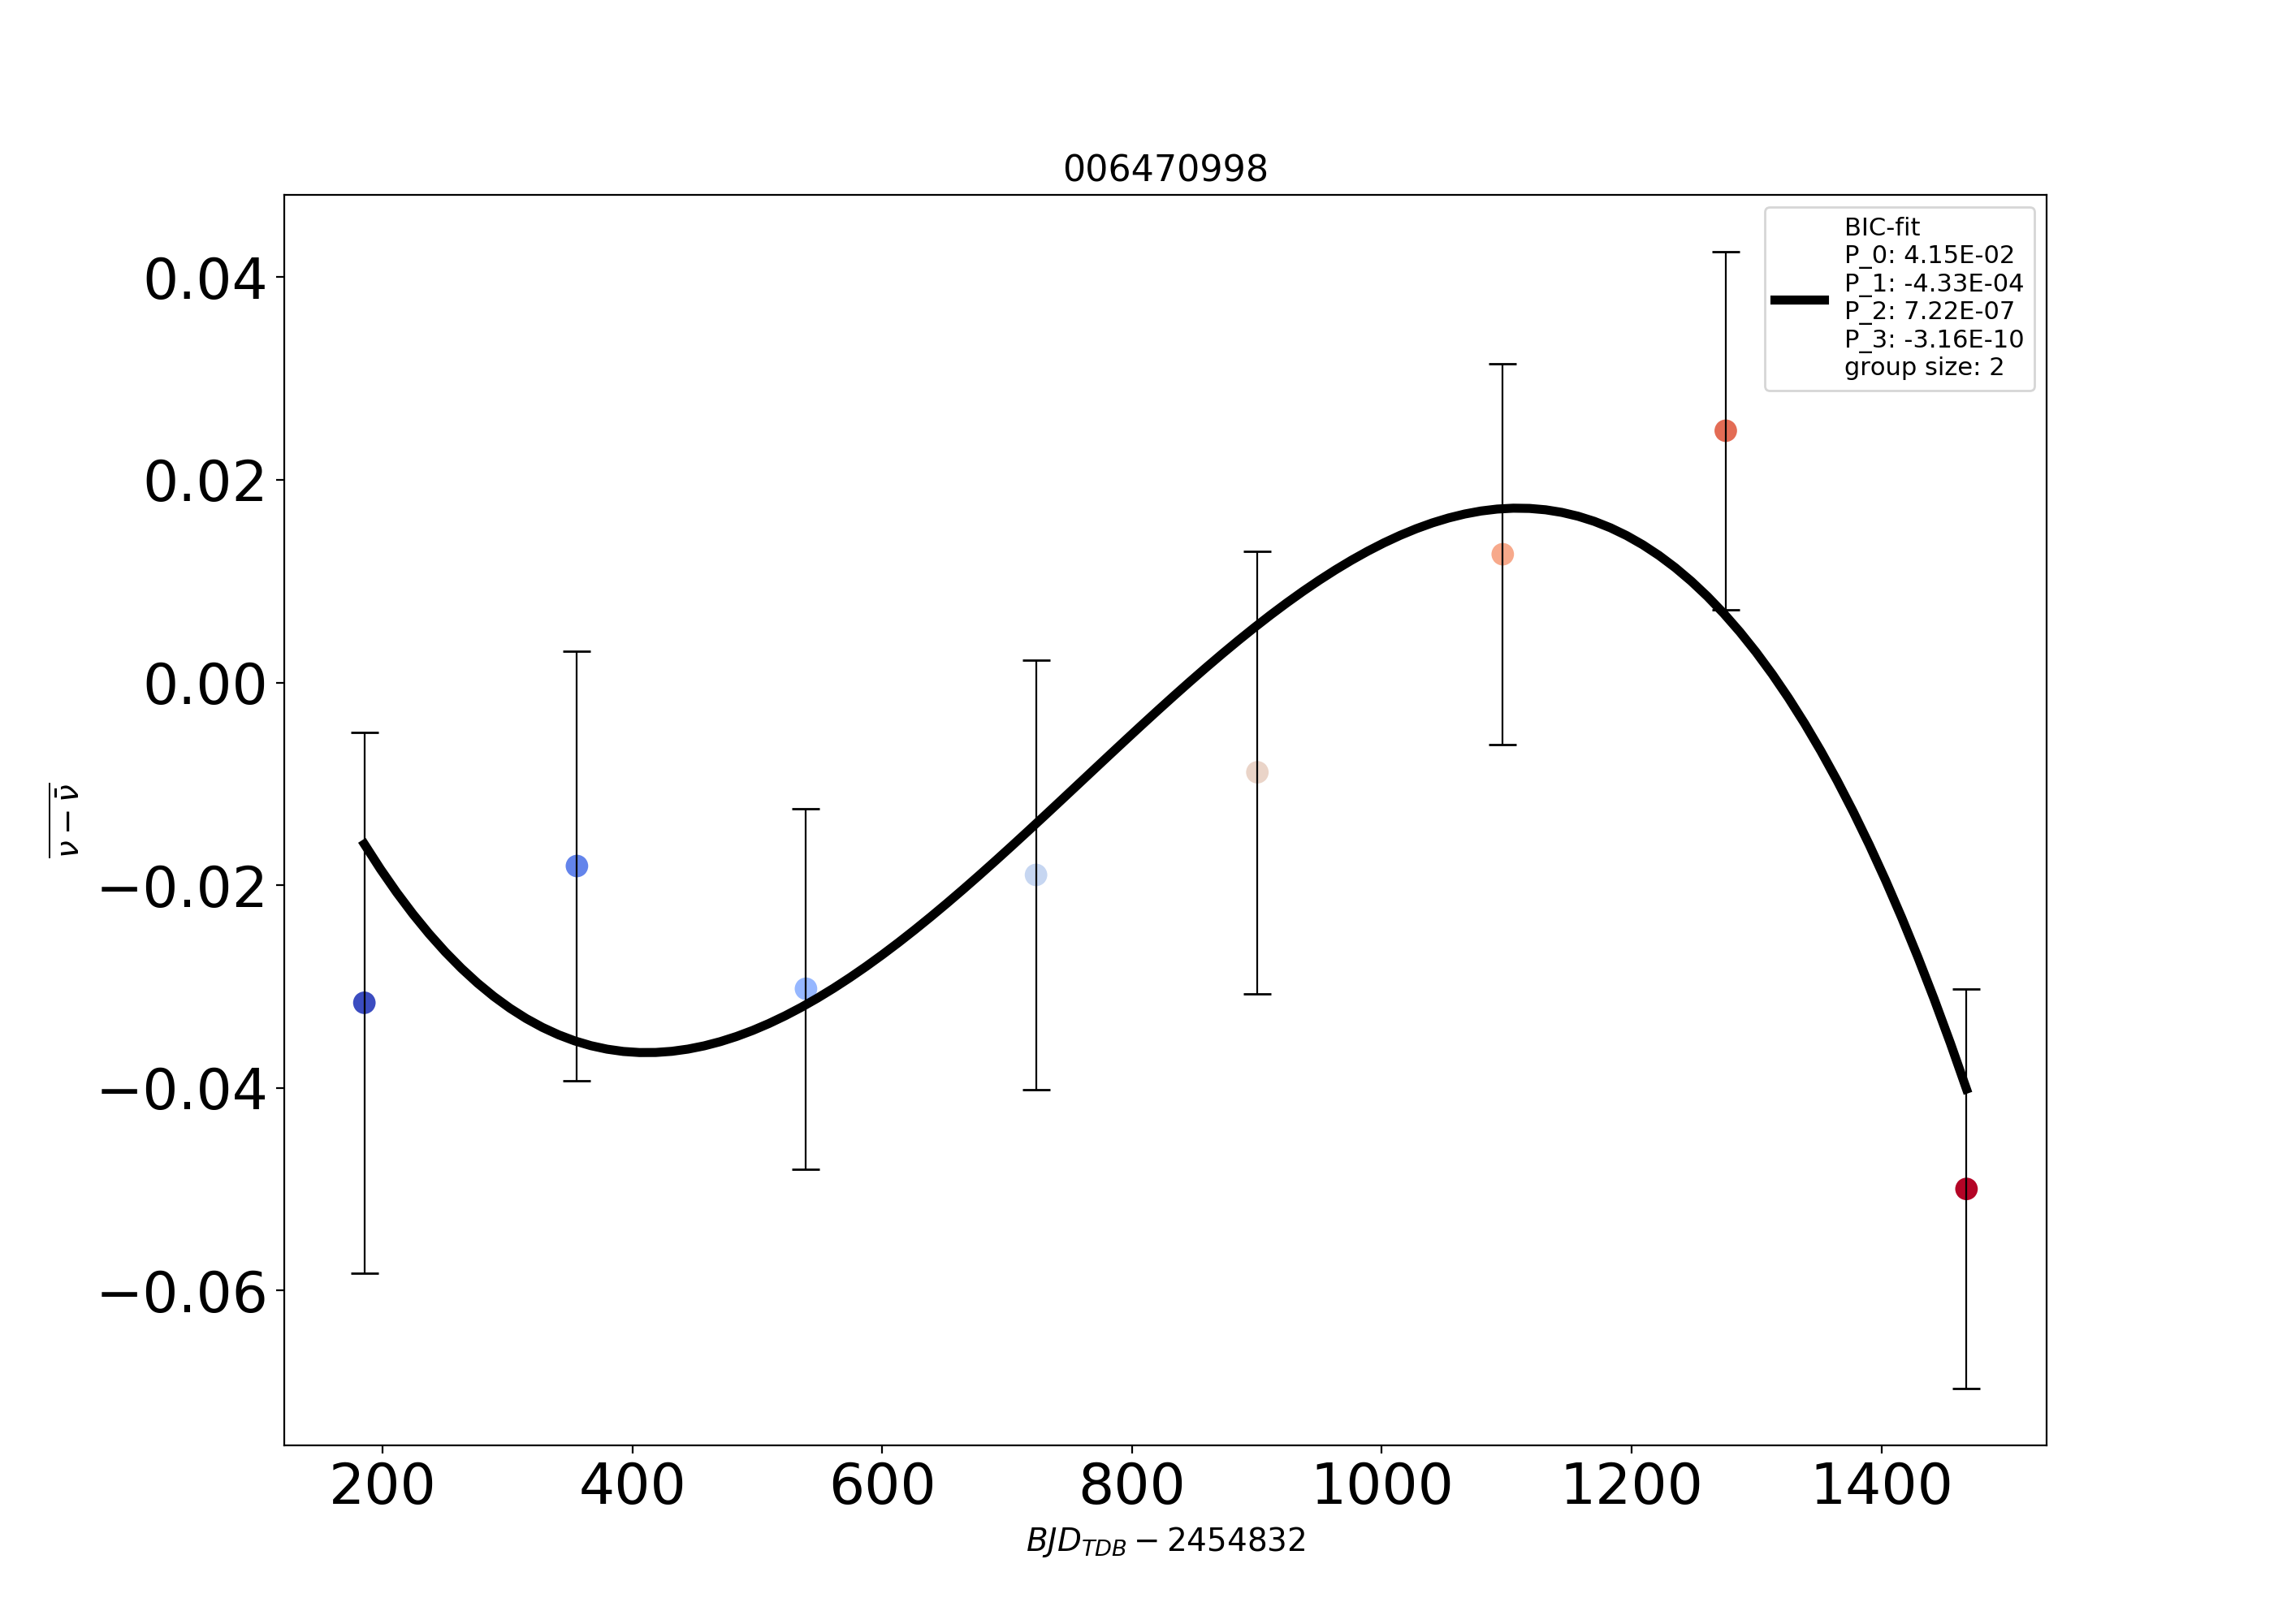 006470998
BIC-fit
P_0: 4.15E-02
P_1: -4.33E-04
P_2: 7.22E-07
P_3: -3.16E-10
group size: 2
0.04
0.02
0.00
−0.02
−0.04
−0.06
ν − ν̄
200 400 600 800 1000 1200 1400
BJD_TDB − 2454832